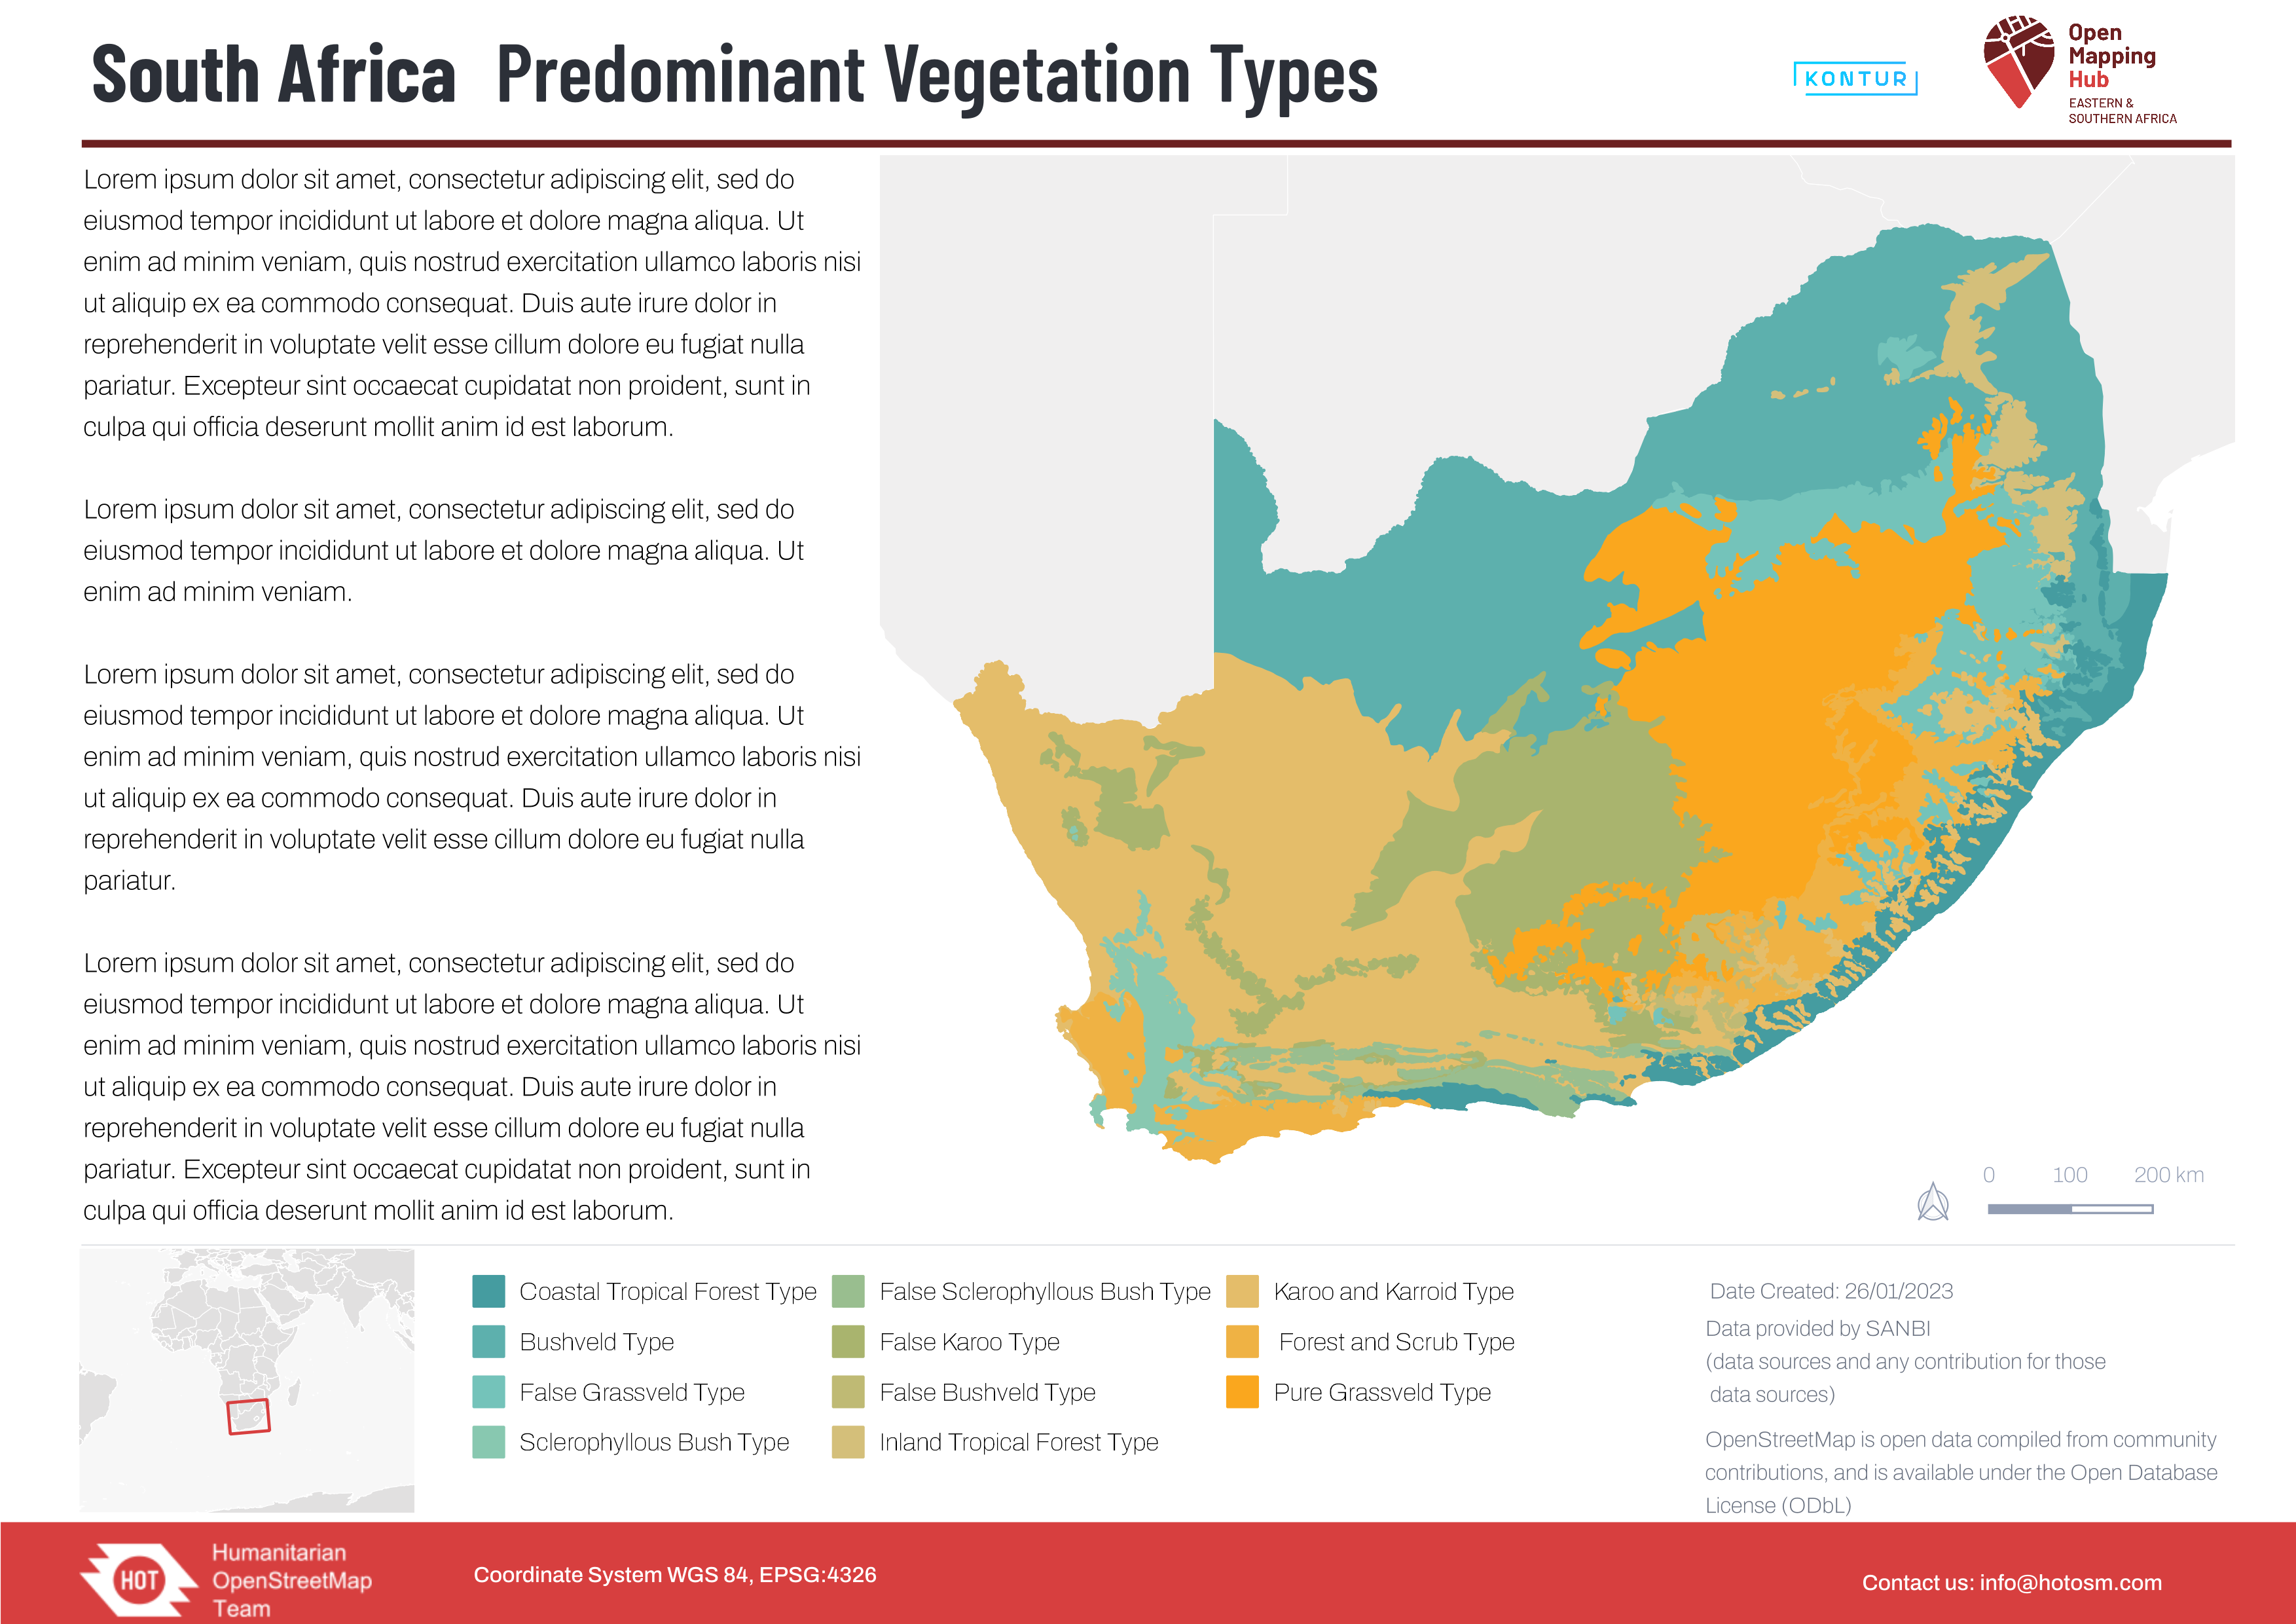 South Africa Predominant Vegetation Types
KONTUR
Open
Mapping
Hub
EASTERN &
SOUTHERN AFRICA
Lorem ipsum dolor sit amet, consectetur adipiscing elit, sed do
eiusmod tempor incididunt ut labore et dolore magna aliqua. Ut
enim ad minim veniam, quis nostrud exercitation ullamco laboris nisi
ut aliquip ex ea commodo consequat. Duis aute irure dolor in
reprehenderit in voluptate velit esse cillum dolore eu fugiat nulla
pariatur. Excepteur sint occaecat cupidatat non proident, sunt in
culpa qui officia deserunt mollit anim id est laborum.
Lorem ipsum dolor sit amet, consectetur adipiscing elit, sed do
eiusmod tempor incididunt ut labore et dolore magna aliqua. Ut
enim ad minim veniam.
Lorem ipsum dolor sit amet, consectetur adipiscing elit, sed do
eiusmod tempor incididunt ut labore et dolore magna aliqua. Ut
enim ad minim veniam, quis nostrud exercitation ullamco laboris nisi
ut aliquip ex ea commodo consequat. Duis aute irure dolor in
reprehenderit in voluptate velit esse cillum dolore eu fugiat nulla
pariatur.
Lorem ipsum dolor sit amet, consectetur adipiscing elit, sed do
eiusmod tempor incididunt ut labore et dolore magna aliqua. Ut
enim ad minim veniam, quis nostrud exercitation ullamco laboris nisi
ut aliquip ex ea commodo consequat. Duis aute irure dolor in
reprehenderit in voluptate velit esse cillum dolore eu fugiat nulla
pariatur. Excepteur sint occaecat cupidatat non proident, sunt in
culpa qui officia deserunt mollit anim id est laborum.
0 100 200 km
Coastal Tropical Forest Type
Bushveld Type
False Grassveld Type
Sclerophyllous Bush Type
False Sclerophyllous Bush Type
False Karoo Type
False Bushveld Type
Inland Tropical Forest Type
Karoo and Karroid Type
Forest and Scrub Type
Pure Grassveld Type
Date Created: 26/01/2023
Data provided by SANBI
(data sources and any contribution for those
data sources)
OpenStreetMap is open data compiled from community
contributions, and is available under the Open Database
License (ODbL)
HOT
Humanitarian
OpenStreetMap
Team
Coordinate System WGS 84, EPSG:4326
Contact us: info@hotosm.com